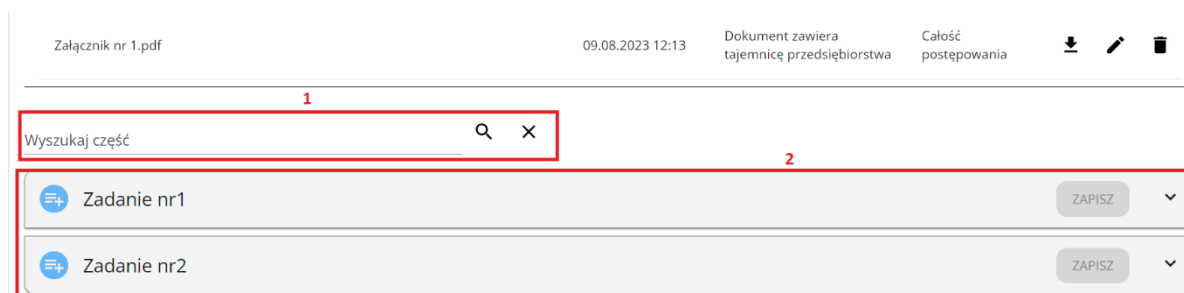 Załącznik nr 1.pdf 09.08.2023 12:13 Dokument zawiera tajemnicę przedsiębiorstwa Całość postępowania
1
Wyszukaj część
2
Zadanie nr1 ZAPISZ
Zadanie nr2 ZAPISZ